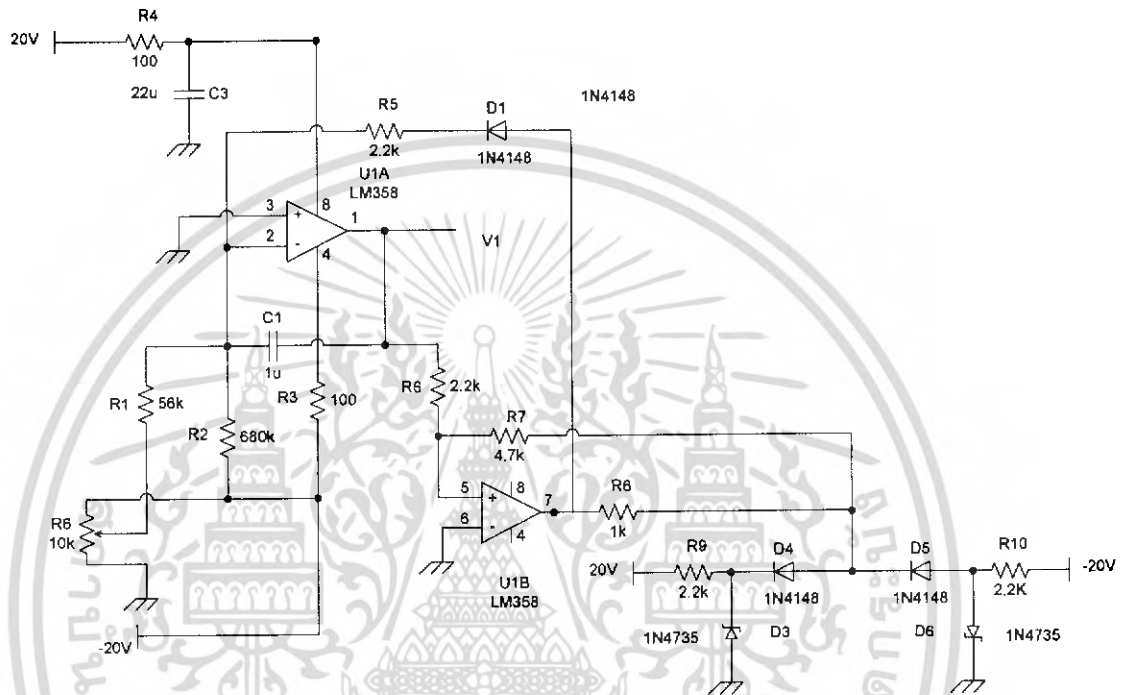 R4
20V
100
22u
C3
1N4148
R5
D1
2.2k
1N4148
U1A
LM358
3
+
8
1
2
-
4
V1
C1
1u
R1
56k
R2
680k
R3
100
R6
2.2k
R7
4.7k
5
+
8
7
6
-
4
R6
1k
U1B
LM358
R6
10k
-20V
20V
R9
2.2k
D4
1N4148
D5
1N4148
R10
2.2K
-20V
1N4735
D3
D6
1N4735